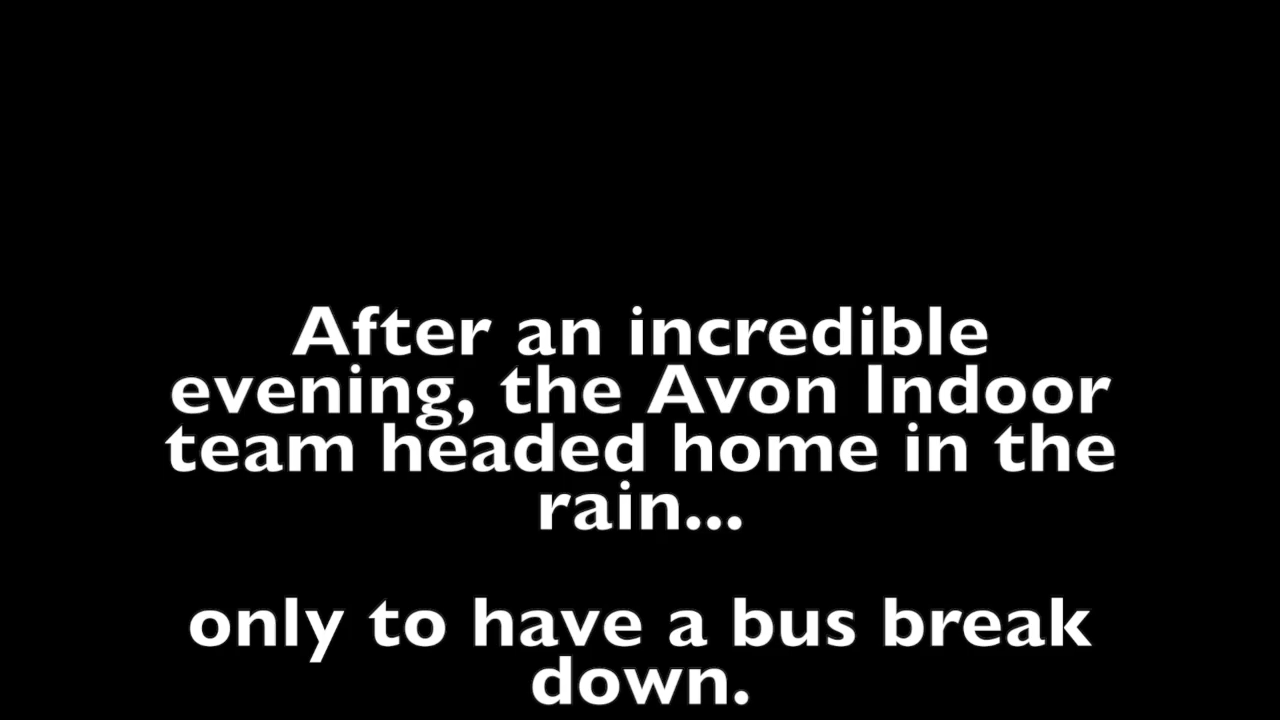 After an incredible
evening, the Avon Indoor
team headed home in the
rain...
only to have a bus break
down.